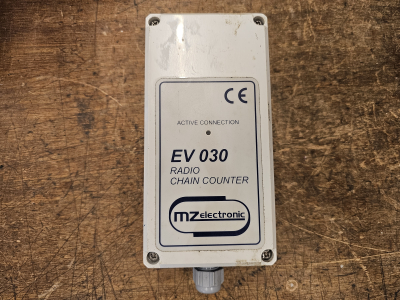 CE
ACTIVE CONNECTION
EV 030
RADIO
CHAIN COUNTER
mz electronic